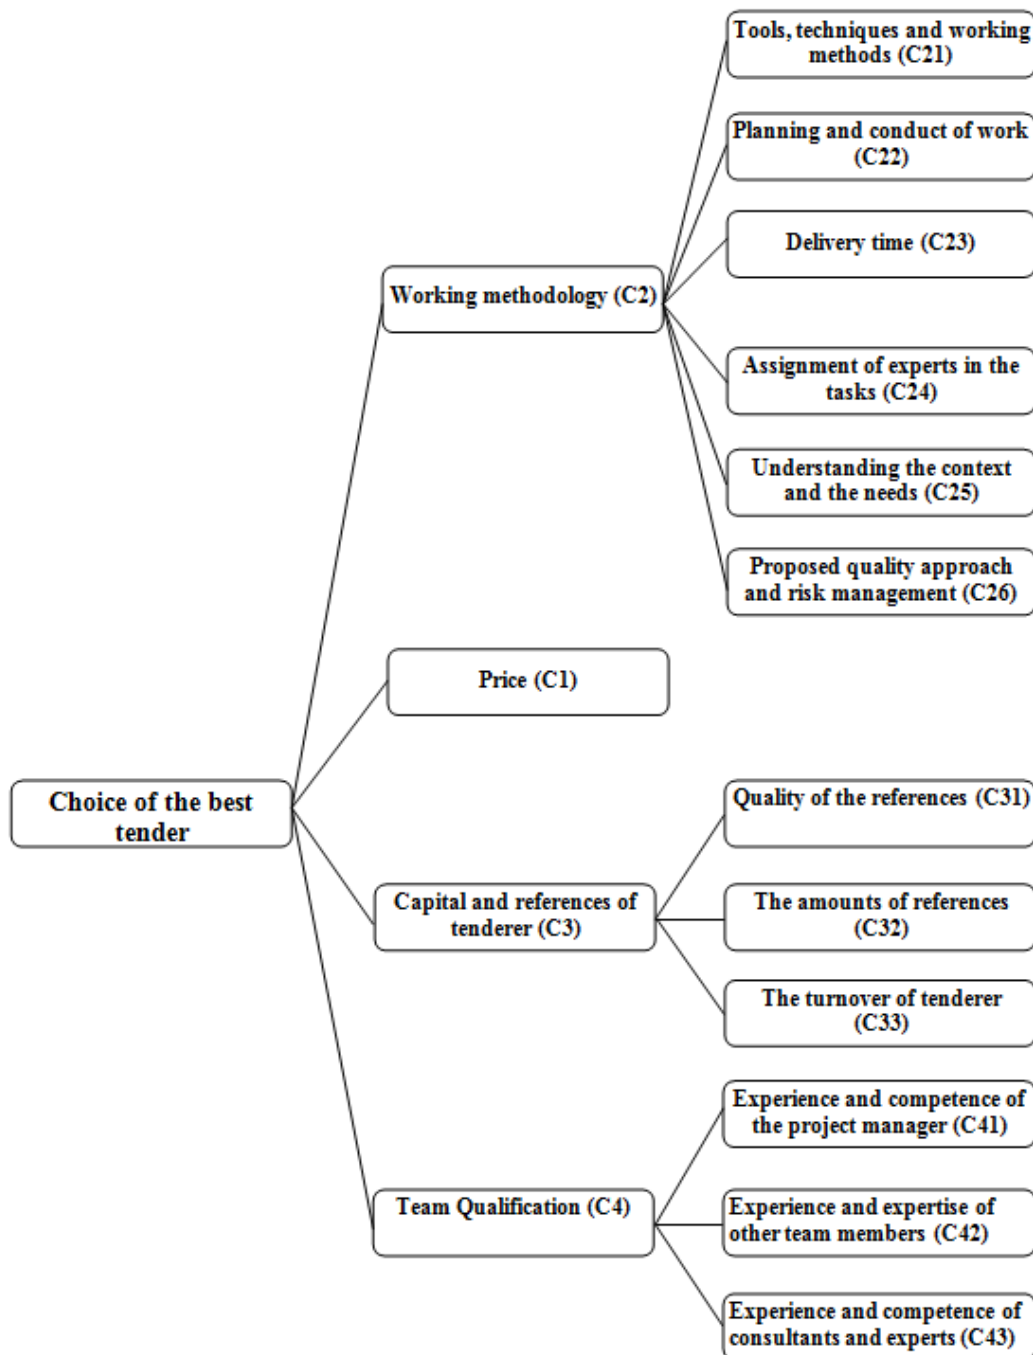 Tools, techniques and working
methods (C21)
Planning and conduct of work
(C22)
Delivery time (C23)
Working methodology (C2)
Assignment of experts in the
tasks (C24)
Understanding the context
and the needs (C25)
Proposed quality approach
and risk management (C26)
Price (C1)
Choice of the best
tender
Quality of the references (C31)
Capital and references of
tenderer (C3)
The amounts of references
(C32)
The turnover of tenderer
(C33)
Experience and competence of
the project manager (C41)
Team Qualification (C4)
Experience and expertise of
other team members (C42)
Experience and competence of
consultants and experts (C43)